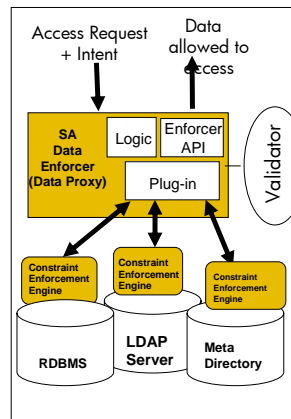 Access Request
+ Intent
Data
allowed to
access
SA
Data
Enforcer
(Data Proxy)
Logic
Enforcer
API
Plug-in
Validator
Constraint
Enforcement
Engine
Constraint
Enforcement
Engine
Constraint
Enforcement
Engine
RDBMS
LDAP
Server
Meta
Directory